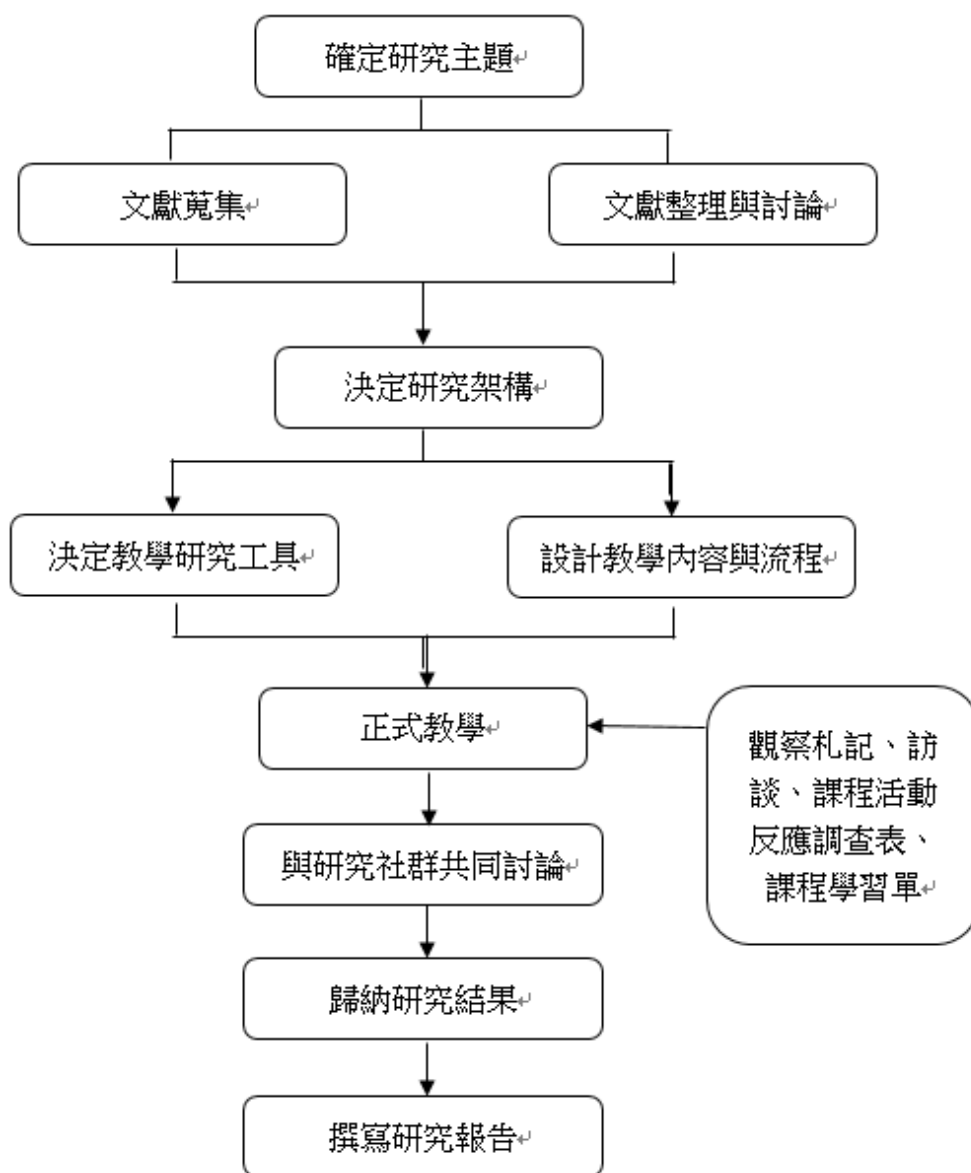 確定研究主題
文獻蒐集
文獻整理與討論
決定研究架構
決定教學研究工具
設計教學內容與流程
正式教學
觀察札記、訪
談、課程活動
反應調查表、
課程學習單
與研究社群共同討論
歸納研究結果
撰寫研究報告